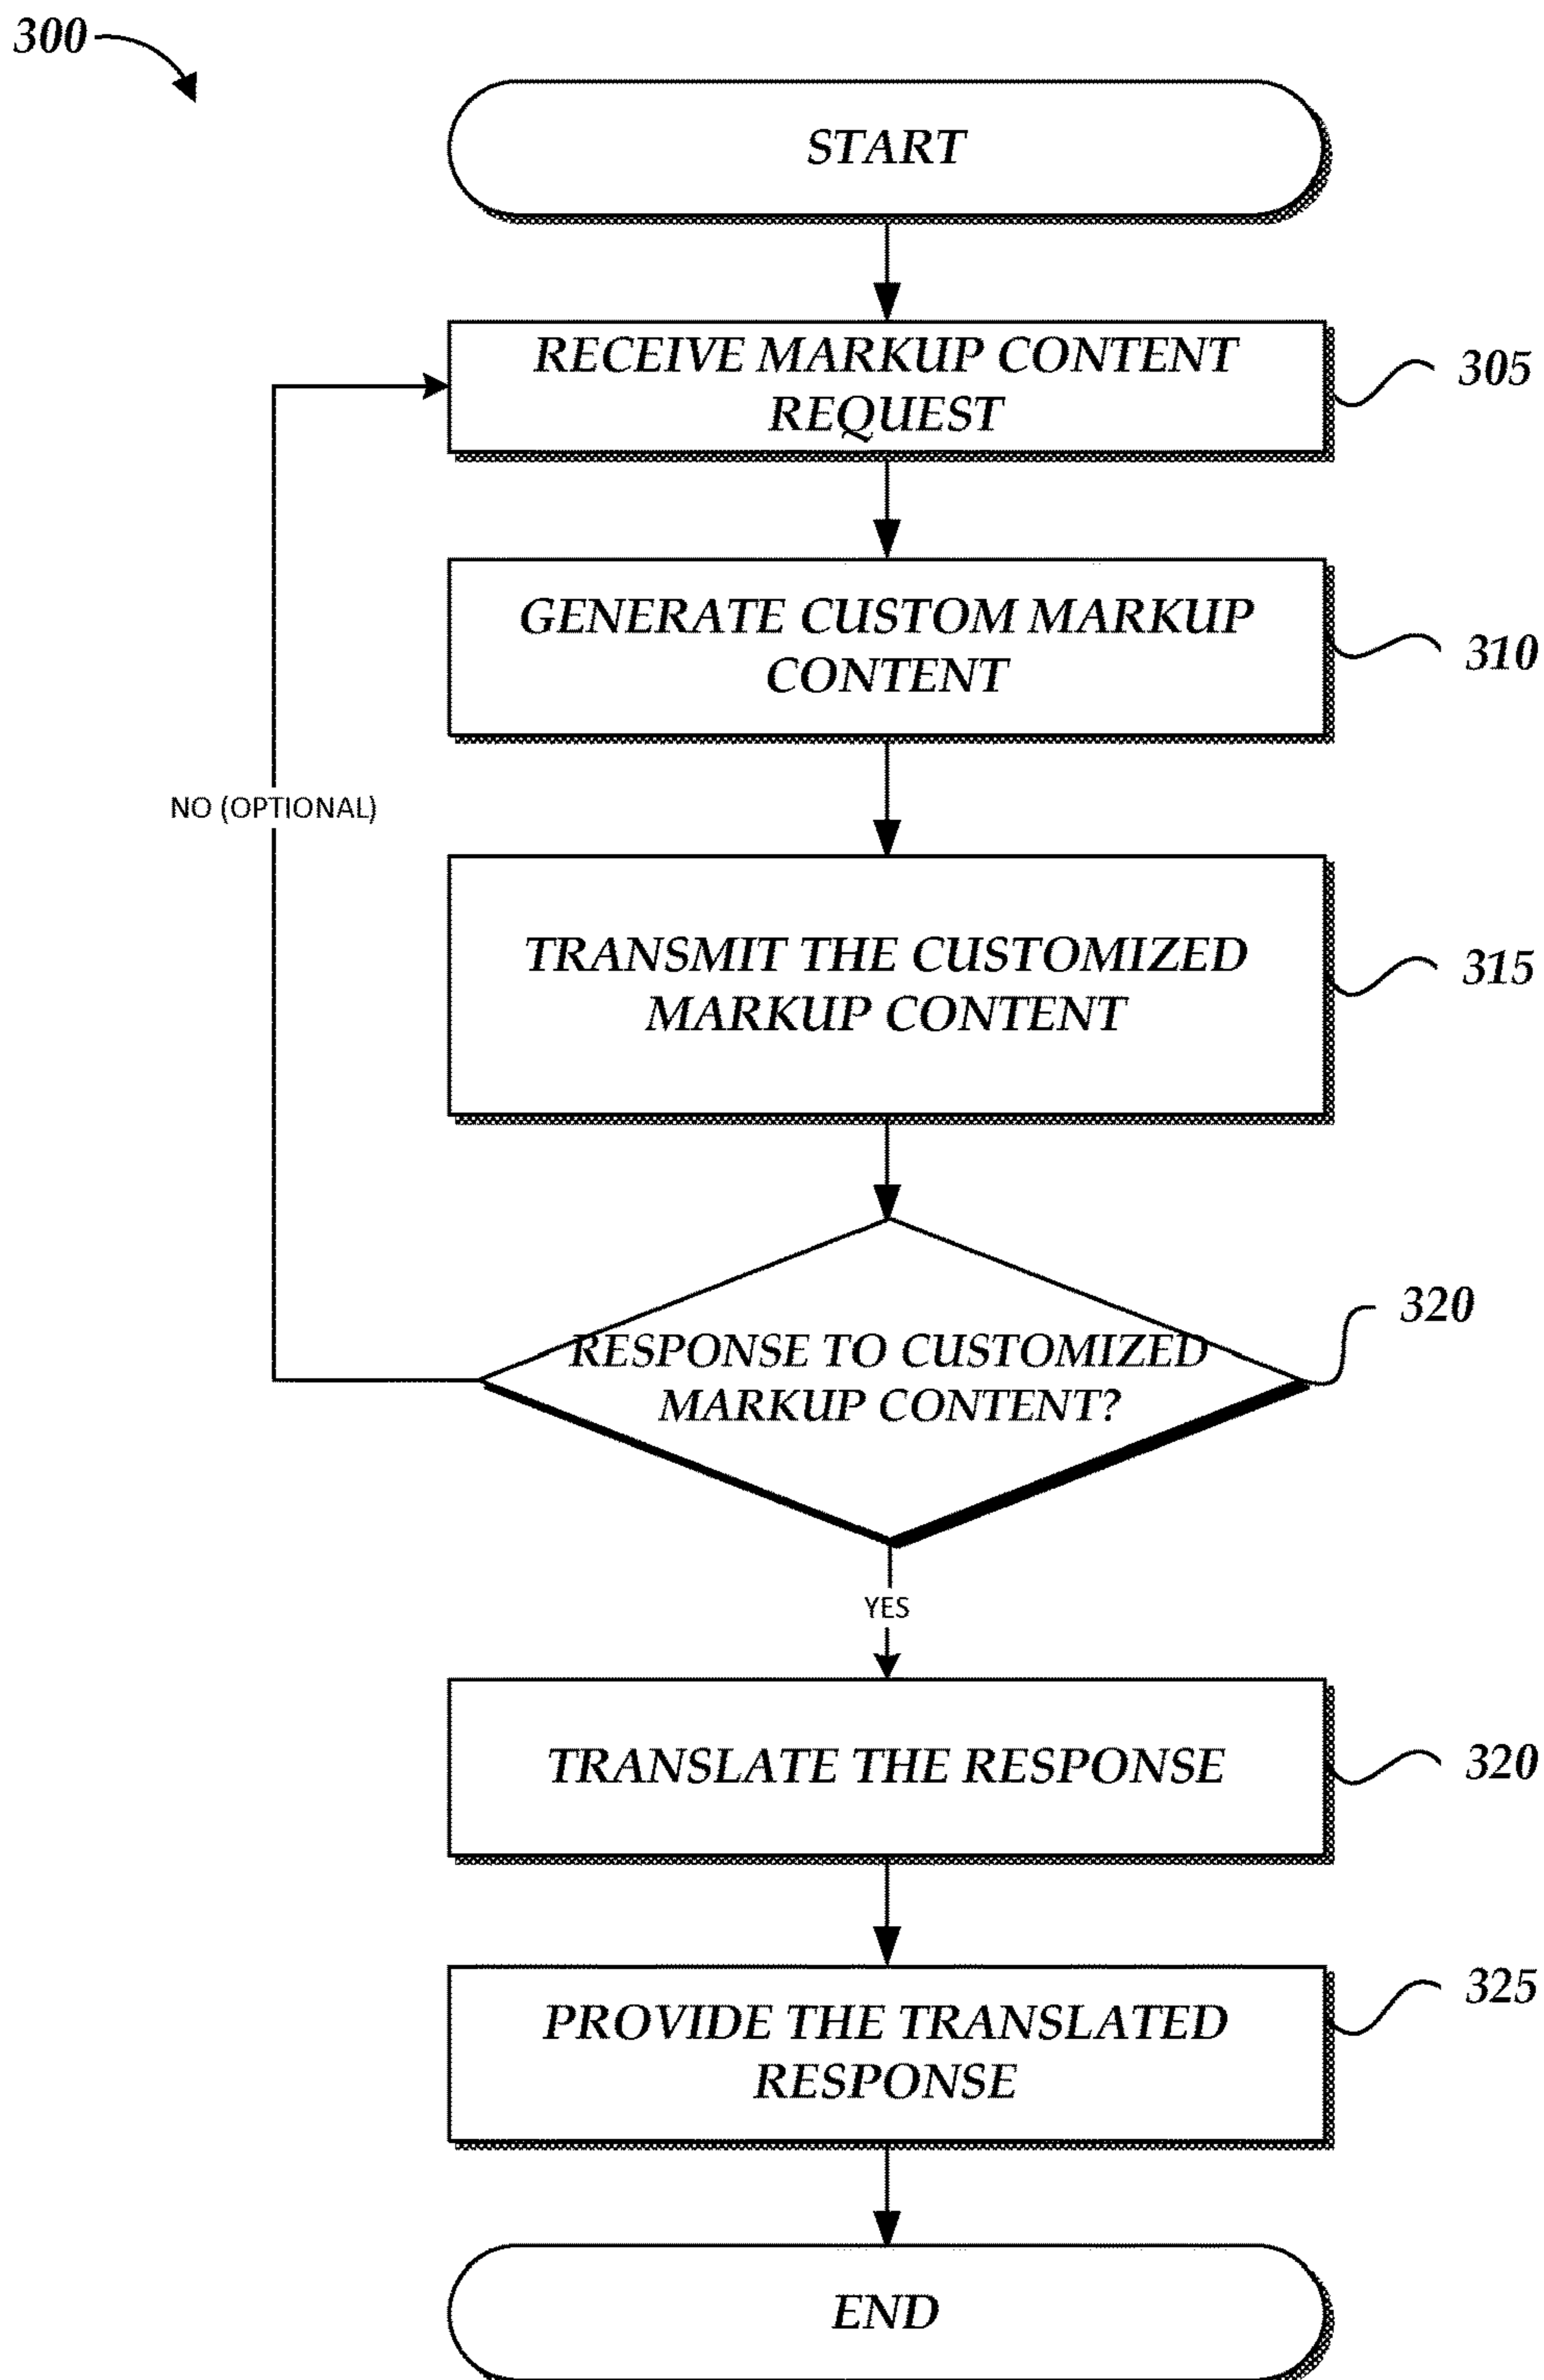 300
START
RECEIVE MARKUP CONTENT
REQUEST
305
GENERATE CUSTOM MARKUP
CONTENT
310
NO (OPTIONAL)
TRANSMIT THE CUSTOMIZED
MARKUP CONTENT
315
RESPONSE TO CUSTOMIZED
MARKUP CONTENT?
320
YES
TRANSLATE THE RESPONSE
320
PROVIDE THE TRANSLATED
RESPONSE
325
END